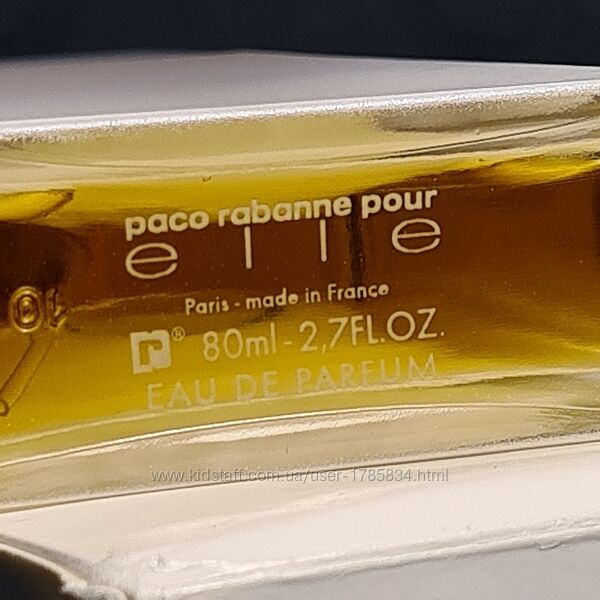 paco rabanne pour
elle
Paris - made in France
r® 80ml - 2,7FL.OZ.
EAU DE PARFUM
www.kidstaff.com.ua/user-1785834.html